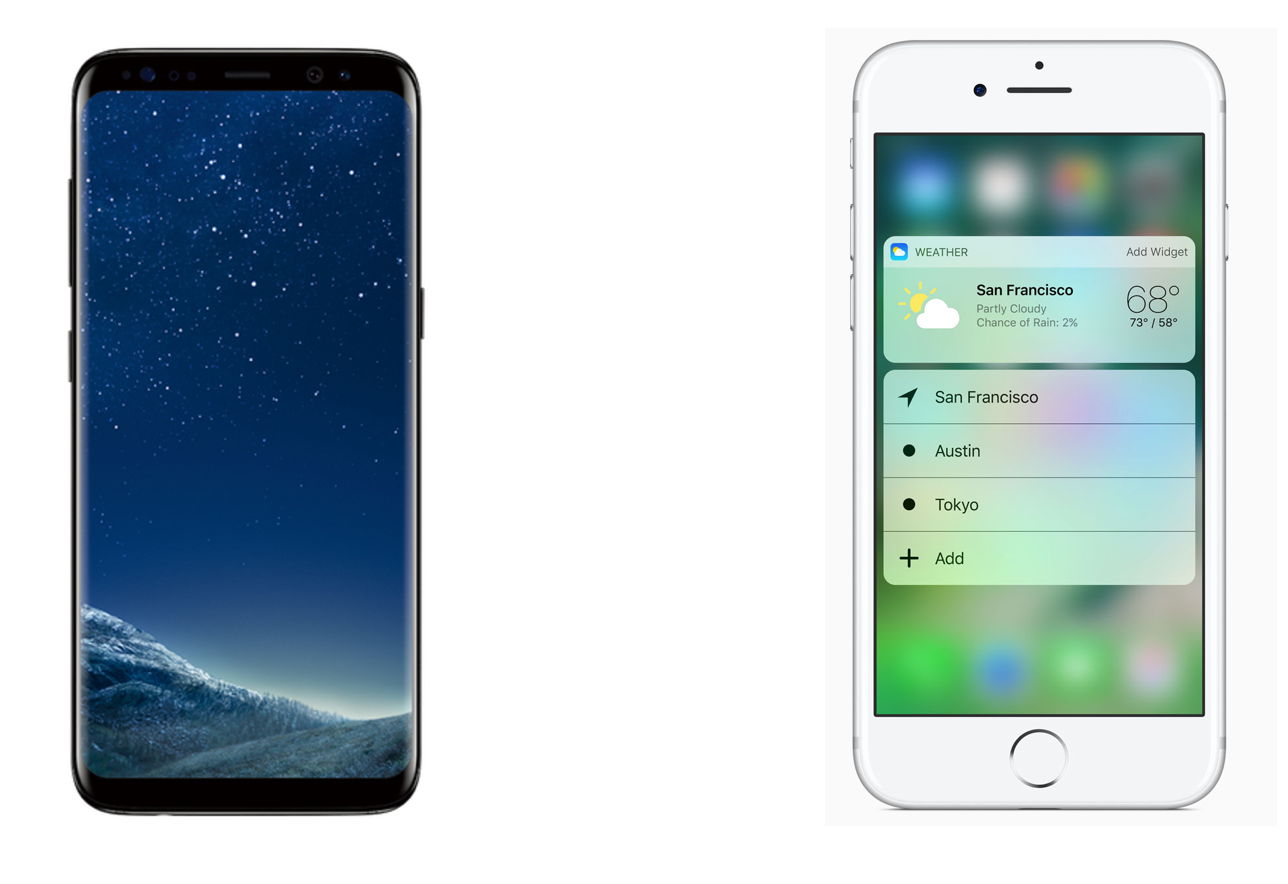 WEATHER Add Widget
San Francisco 68°
Partly Cloudy
Chance of Rain: 2% 73° / 58°
San Francisco
Austin
Tokyo
Add